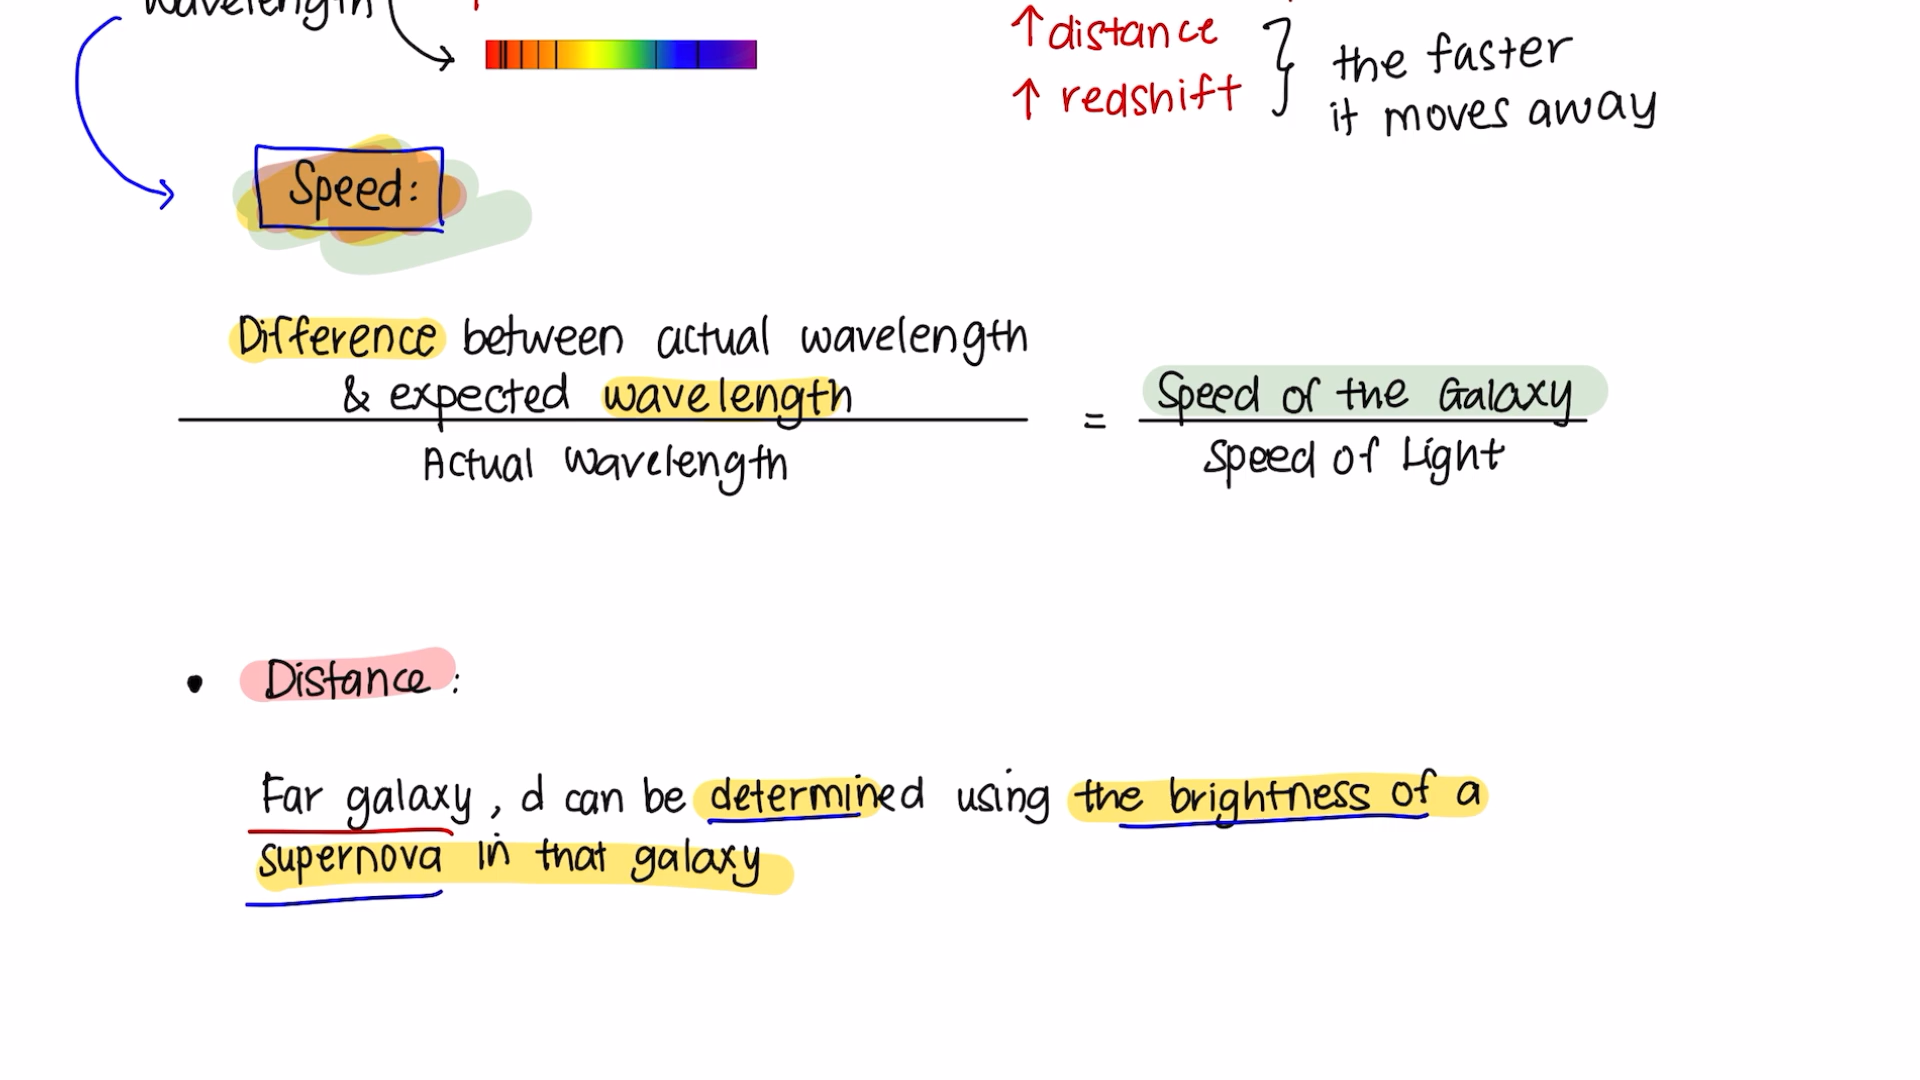 wavelength
↑ distance
↑ redshift
the faster
it moves away
Speed:
Difference between actual wavelength
& expected wavelength
Actual wavelength
=
Speed of the Galaxy
Speed of Light
• Distance:
Far galaxy, d can be determined using the brightness of a
supernova in that galaxy